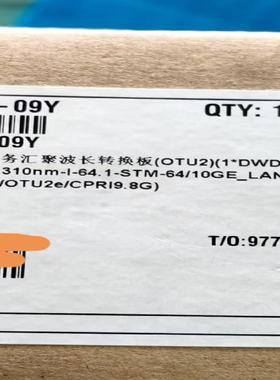 -09Y
QTY: 1
09Y
务汇聚波长转换板(OTU2)(1*DWD
310nm-I-64.1-STM-64/10GE_LAN
/OTU2e/CPRI9.8G)
T/O:977